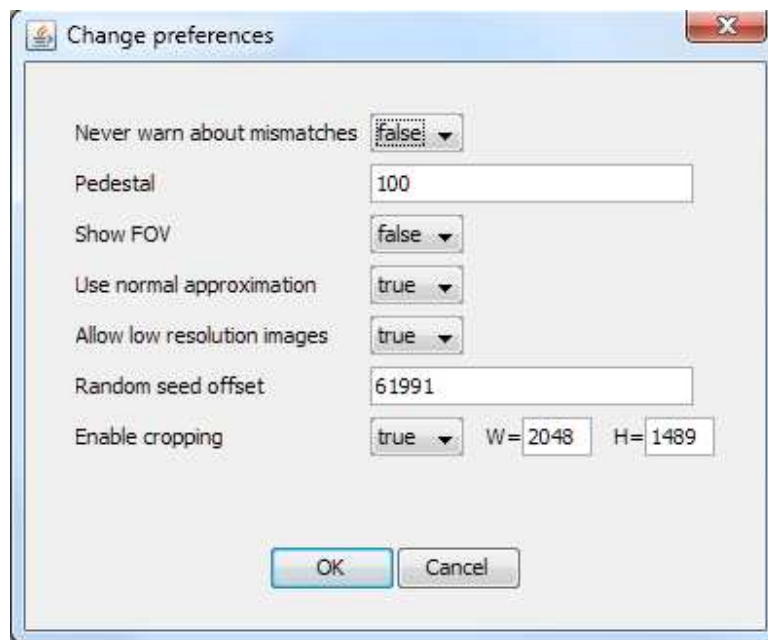 Change preferences
Never warn about mismatches false
Pedestal 100
Show FOV false
Use normal approximation true
Allow low resolution images true
Random seed offset 61991
Enable cropping true W= 2048 H= 1489
OK Cancel